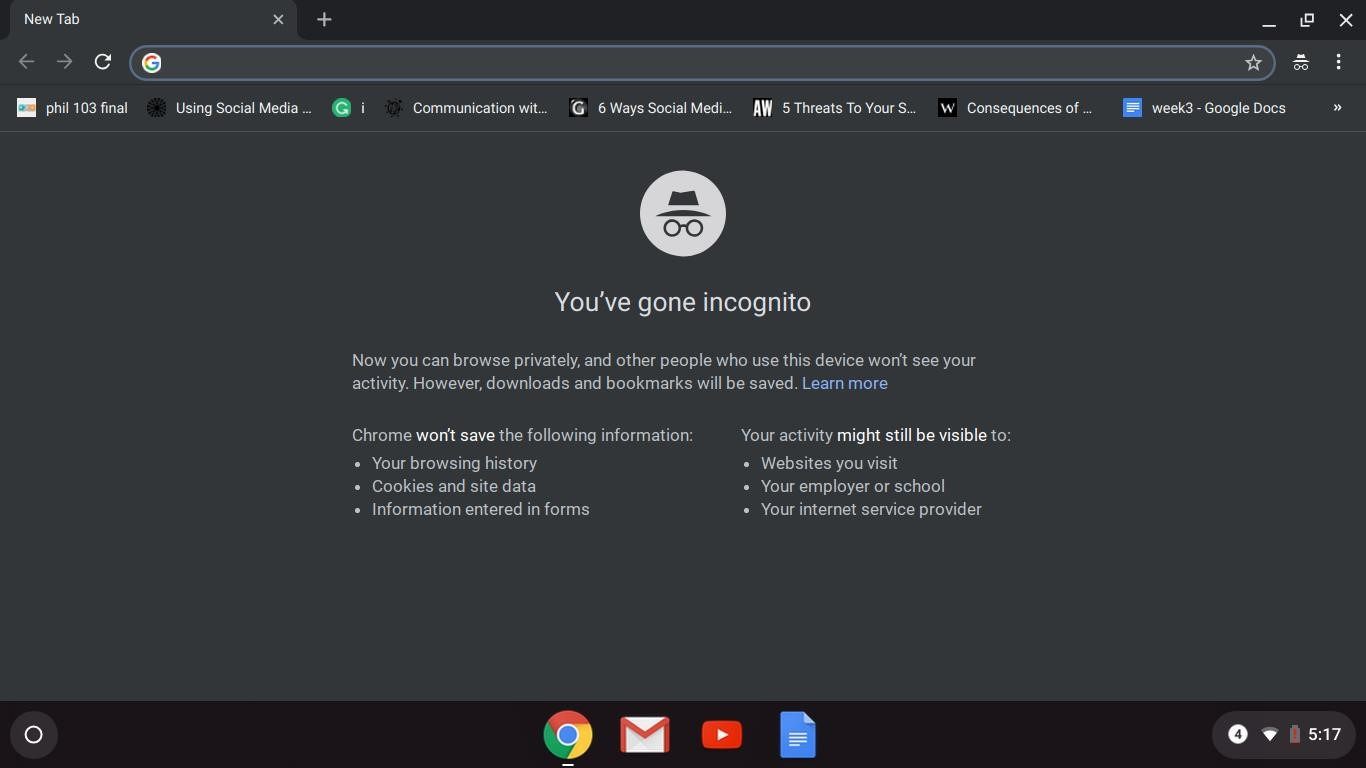 New Tab
phil 103 final
Using Social Media ...
i
Communication wit...
6 Ways Social Medi...
AW
5 Threats To Your S...
W
Consequences of ...
week3 - Google Docs
»
You've gone incognito
Now you can browse privately, and other people who use this device won't see your
activity. However, downloads and bookmarks will be saved. Learn more
Chrome won't save the following information:
• Your browsing history
• Cookies and site data
• Information entered in forms
Your activity might still be visible to:
• Websites you visit
• Your employer or school
• Your internet service provider
4
5:17